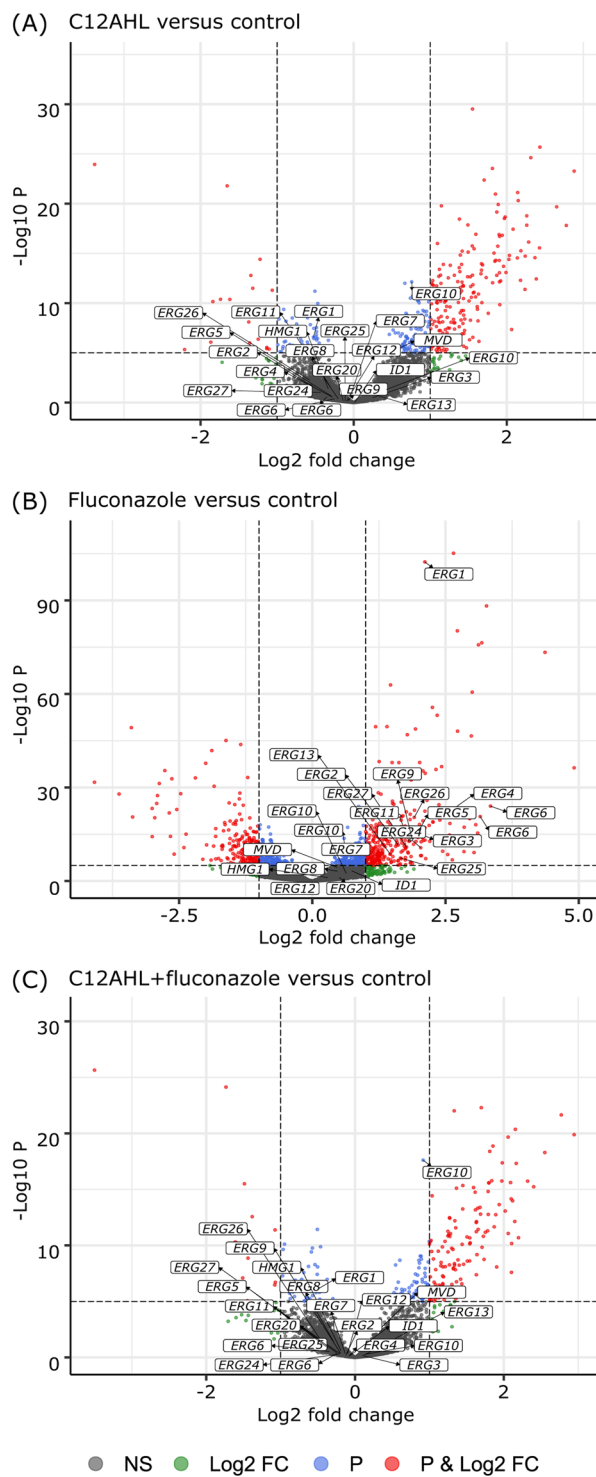 (A) C12AHL versus control
30
20
-Log10 P
10
0
ERG10
ERG26
ERG11
ERG1
ERG7
ERG5
HMG1
ERG25
MVD
ERG2
ERG8
ERG12
ERG10
ERG4
ERG20
ID1
ERG3
ERG27
ERG24
ERG9
ERG6
ERG6
ERG13
-2
0
2
Log2 fold change
(B) Fluconazole versus control
ERG1
90
60
-Log10 P
30
0
ERG13
ERG2
ERG9
ERG27
ERG26
ERG4
ERG10
ERG11
ERG5
ERG6
ERG10
ERG24
ERG3
ERG6
MVD
ERG7
HMG1
ERG8
ERG25
ERG12
ERG20
ID1
-2.5
0.0
2.5
5.0
Log2 fold change
(C) C12AHL+fluconazole versus control
30
20
-Log10 P
10
0
ERG10
ERG26
ERG9
ERG27
HMG1
ERG1
ERG5
ERG8
MVD
ERG11
ERG7
ERG12
ERG13
ERG20
ERG2
ID1
ERG6
ERG25
ERG4
ERG10
ERG24
ERG6
ERG3
-2
0
2
Log2 fold change
NS Log2 FC P P & Log2 FC